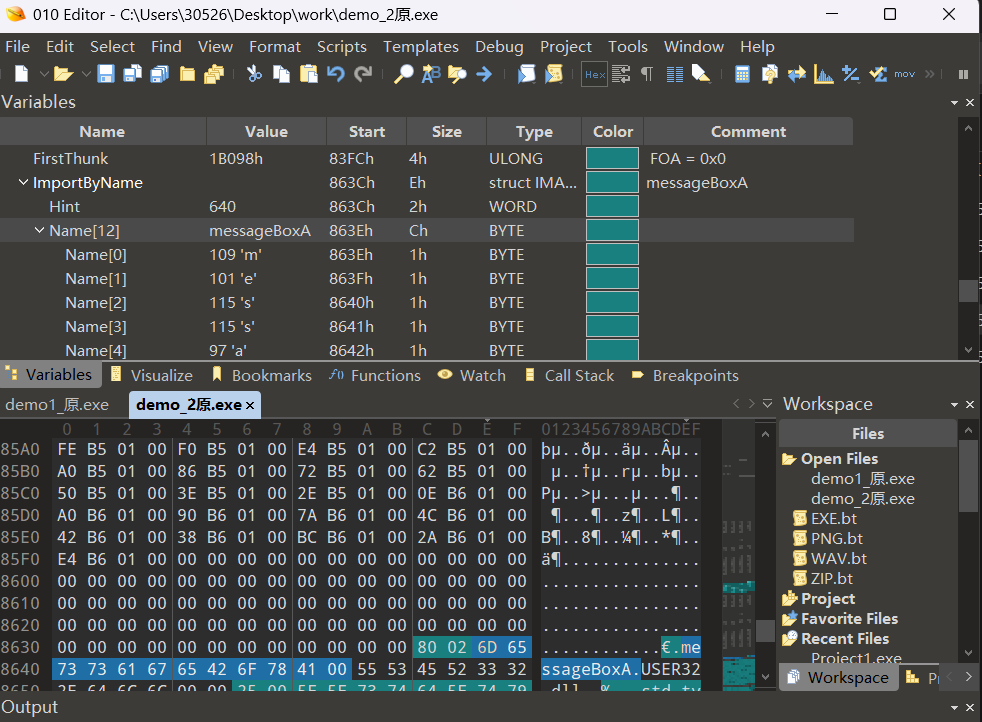 010 Editor - C:\Users\30526\Desktop\work\demo_2原.exe
File Edit Select Find View Format Scripts Templates Debug Project Tools Window Help
Hex mov
Variables
Name Value Start Size Type Color Comment
FirstThunk 1B098h 83FCh 4h ULONG FOA = 0x0
ImportByName 863Ch Eh struct IMA... messageBoxA
Hint 640 863Ch 2h WORD
Name[12] messageBoxA 863Eh Ch BYTE
Name[0] 109 'm' 863Eh 1h BYTE
Name[1] 101 'e' 863Fh 1h BYTE
Name[2] 115 's' 8640h 1h BYTE
Name[3] 115 's' 8641h 1h BYTE
Name[4] 97 'a' 8642h 1h BYTE
Variables Visualize Bookmarks Functions Watch Call Stack Breakpoints
demo1_原.exe demo_2原.exe
0 1 2 3 4 5 6 7 8 9 A B C D E F 0123456789ABCDEF
85A0 FE B5 01 00 F0 B5 01 00 E4 B5 01 00 C2 B5 01 00 þµ..ðµ..äµ..Âµ..
85B0 A0 B5 01 00 86 B5 01 00 72 B5 01 00 62 B5 01 00  µ..†µ..rµ..bµ..
85C0 50 B5 01 00 3E B5 01 00 2E B5 01 00 0E B6 01 00 Pµ..>µ...µ...¶..
85D0 A0 B6 01 00 90 B6 01 00 7A B6 01 00 4C B6 01 00  ¶...¶..z¶..L¶..
85E0 42 B6 01 00 38 B6 01 00 BC B6 01 00 2A B6 01 00 B¶..8¶..¼¶..*¶..
85F0 E4 B6 01 00 00 00 00 00 00 00 00 00 00 00 00 00 ä¶..............
8600 00 00 00 00 00 00 00 00 00 00 00 00 00 00 00 00 ................
8610 00 00 00 00 00 00 00 00 00 00 00 00 00 00 00 00 ................
8620 00 00 00 00 00 00 00 00 00 00 00 00 00 00 00 00 ................
8630 00 00 00 00 00 00 00 00 00 00 00 00 80 02 6D 65 ............€.me
8640 73 73 61 67 65 42 6F 78 41 00 55 53 45 52 33 32 ssageBoxA.USER32
Workspace
Files
Open Files
demo1_原.exe
demo_2原.exe
EXE.bt
PNG.bt
WAV.bt
ZIP.bt
Project
Favorite Files
Recent Files
Project1.exe
Workspace
Output